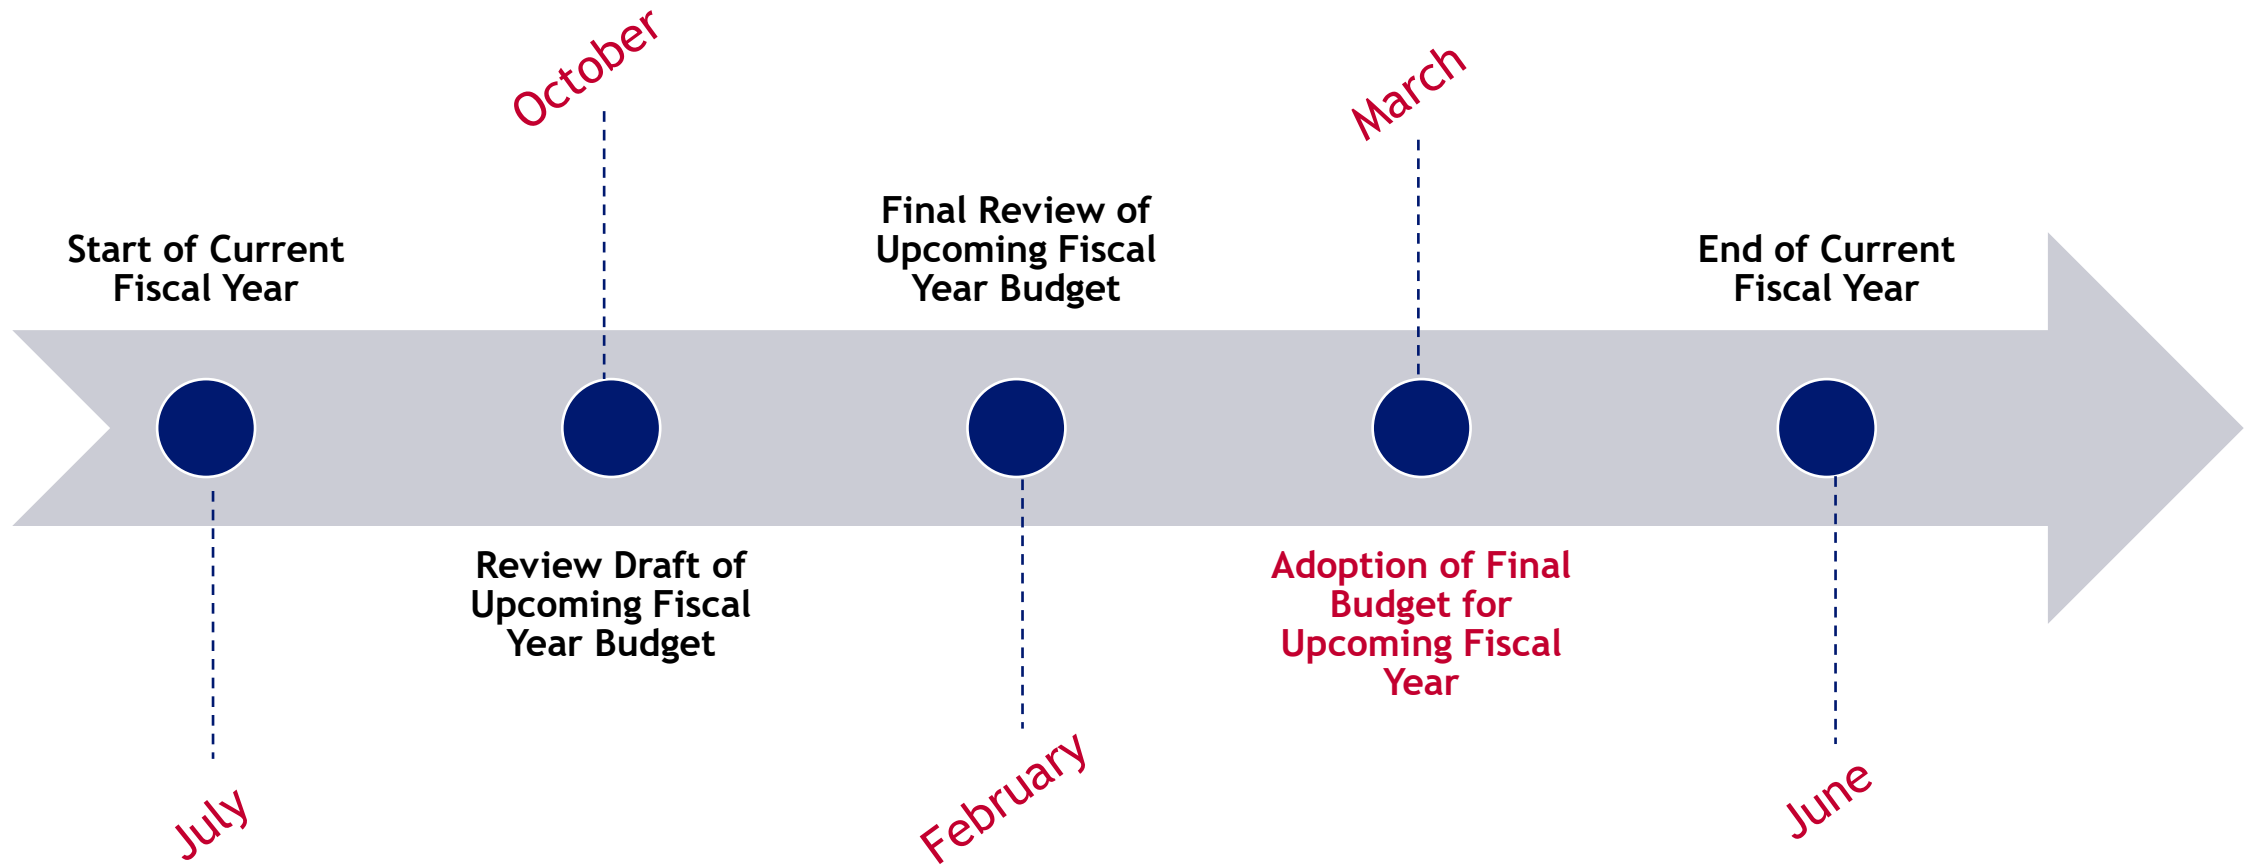 Start of Current
Fiscal Year
July
October
Review Draft of
Upcoming Fiscal
Year Budget
Final Review of
Upcoming Fiscal
Year Budget
February
March
Adoption of Final
Budget for
Upcoming Fiscal
Year
End of Current
Fiscal Year
June